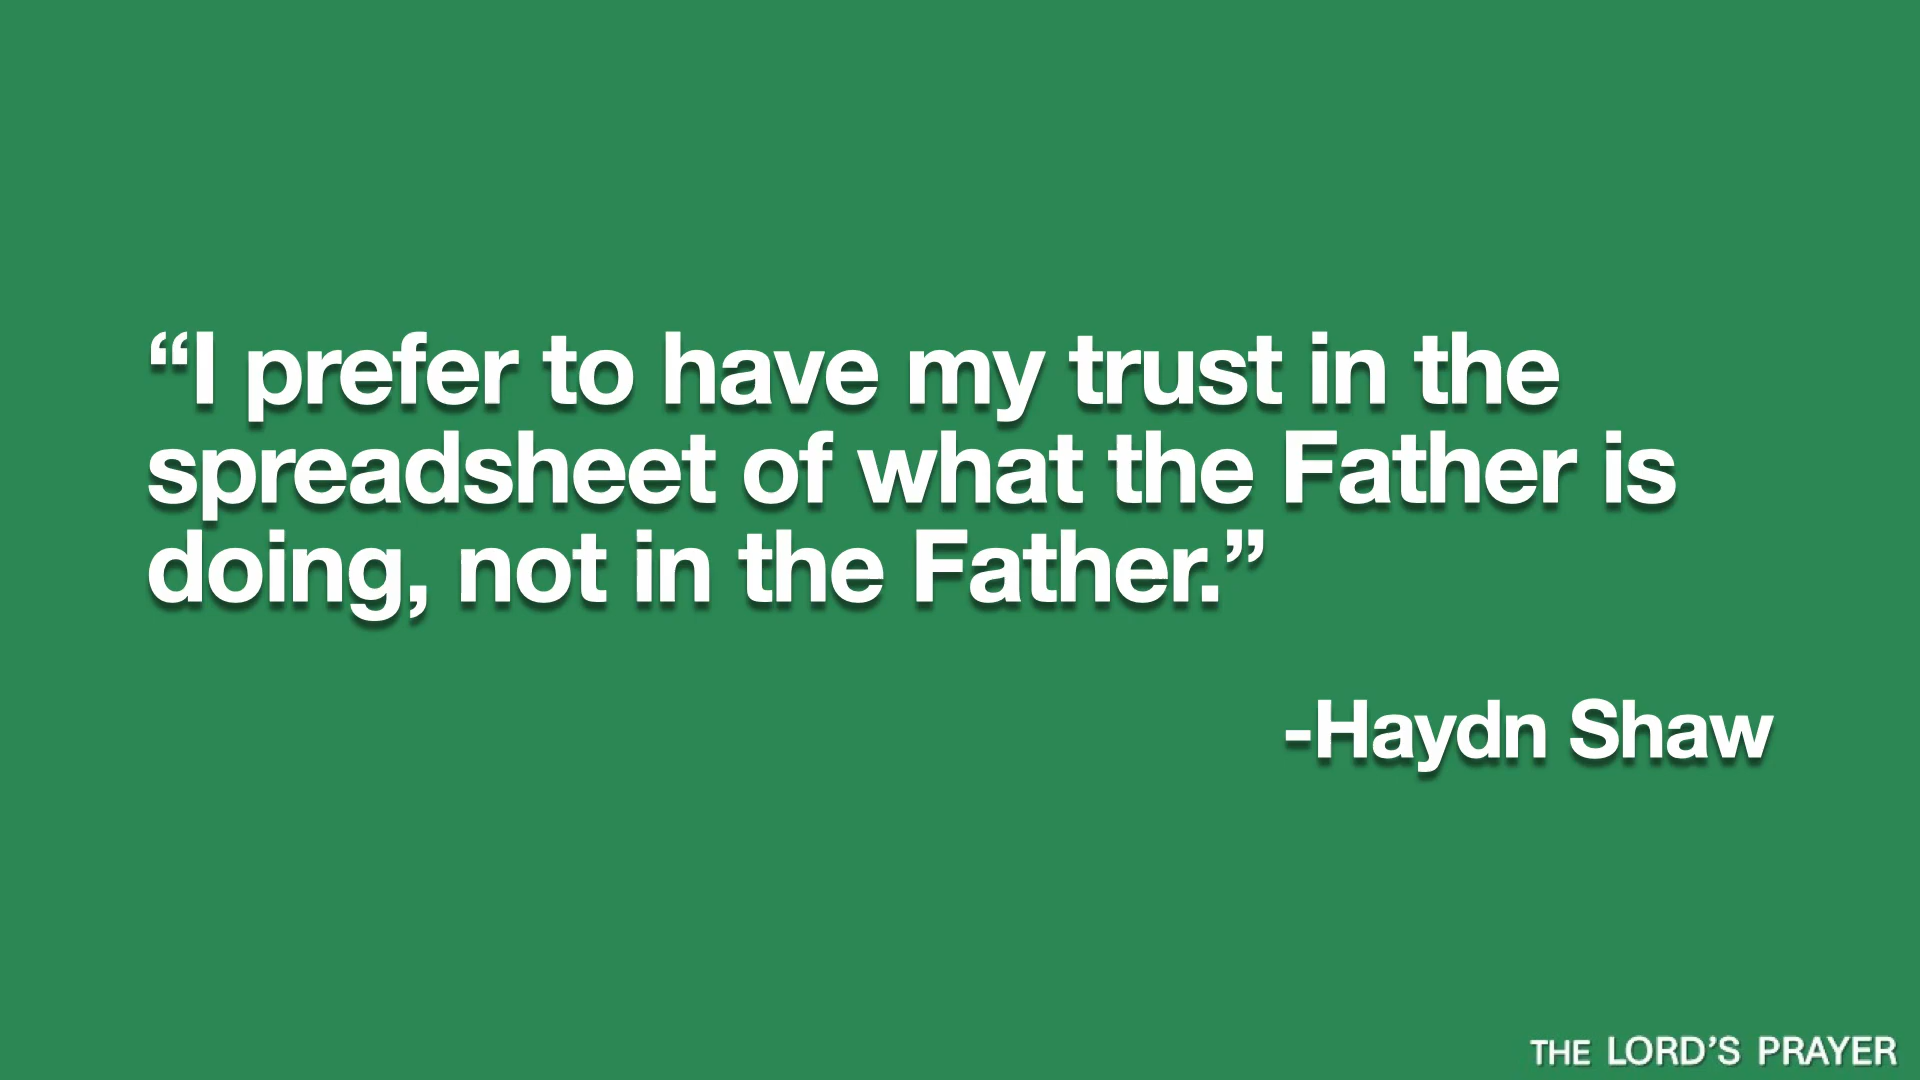 “I prefer to have my trust in the
spreadsheet of what the Father is
doing, not in the Father.”
-Haydn Shaw
THE LORD’S PRAYER